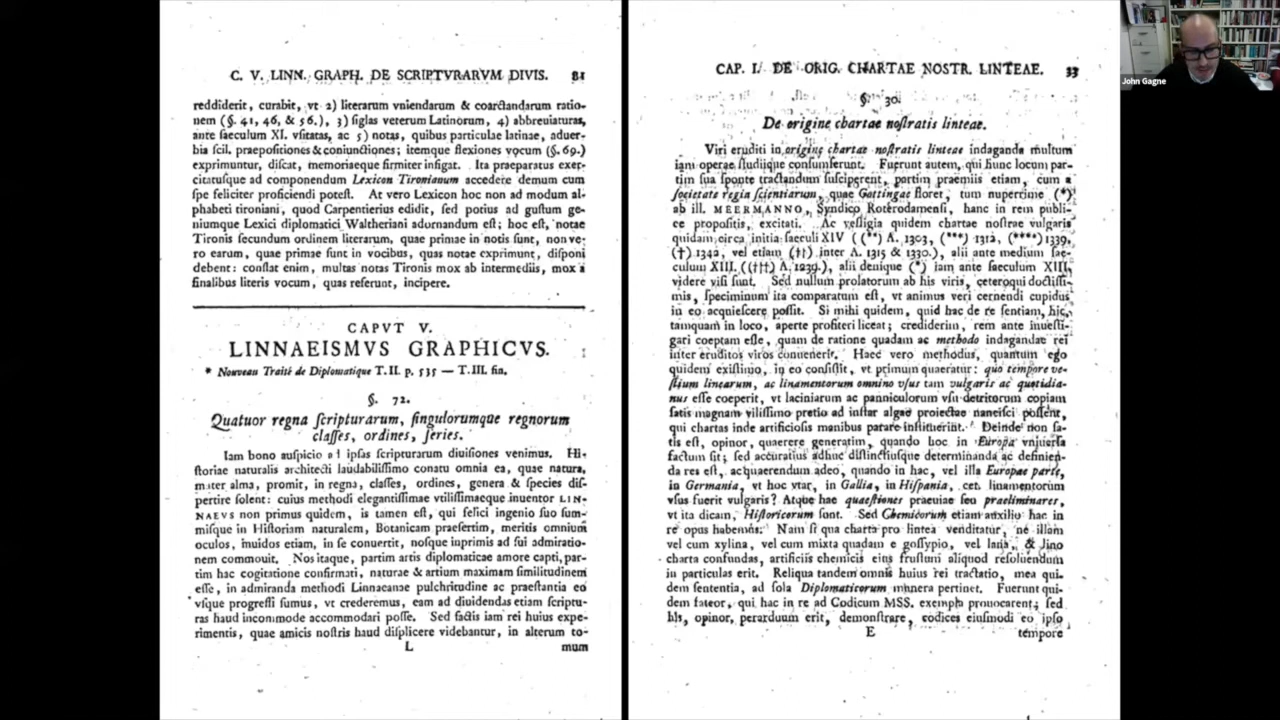 C. V. LINN. GRAPH. DE SCRIPTVRARVM DIVIS. 81
reddiderit, curabit, vt 2) literarum vniendarum & coarctandarum ratio-
nem (§. 41, 46, & 56.), 3) siglas veterum Latinorum, 4) abbreuiaturas,
ante saeculum XI. vsitatas, ac 5) notas, quibus particulae latinae, aduer-
bia scil. praepositiones & coniunctiones; itemque flexiones vocum (§. 69.)
exprimuntur, discat, memoriaeque firmiter infigat. Ita praeparatus exer-
citatusque ad componendum Lexicon Tironianum accedere demum cum
spe feliciter proficiendi potest. At vero Lexicon hoc non ad modum al-
phabeti tironiani, quod Carpentierius edidit, sed potius ad gustum ge-
niumque Lexici diplomatici Waltheriani adornandum est; hoc est, notae
Tironis secundum ordinem literarum, quae primae in notis sunt, non ve-
ro earum, quae primae sunt in vocibus, quas notae exprimunt, disponi
debent: constat enim, multas notas Tironis mox ab intermediis, mox a
finalibus literis vocum, quas referunt, incipere.
CAPVT V.
LINNAEISMVS GRAPHICVS.
* Nouveau Traité de Diplomatique T. II. p. 535 — T. III. fin.
§. 72.
Quatuor regna scripturarum, singulorumque regnorum
classes, ordines, series.
Iam bono auspicio ad ipsas scripturarum diuisiones venimus. Hi-
storiae naturalis architecti laudabilissimo conatu omnia ea, quae natura,
mater alma, promit, in regna, classes, ordines, genera & species dis-
pertire solent: cuius methodi elegantissimae vtilissimaeque inuentor LIN-
NAEVS non primus quidem, is tamen est, qui felici ingenio suo sum-
misque in Historiam naturalem, Botanicam praesertim, meritis omnium
oculos, inuidos etiam, in se conuertit, nosque inprimis ad sui admiratio-
nem commouit. Nos itaque, partim artis diplomaticae amore capti, par-
tim hac cogitatione confirmati, naturae & artium maximam similitudinem
esse, in admiranda methodi Linnaeanae pulchritudine ac praestantia eo
vsque progressi sumus, vt crederemus, eam ad diuidendas etiam scriptu-
ras haud incommode accommodari posse. Sed factis iam rei huius expe-
rimentis, quae amicis nostris haud displicere videbantur, in alterum to-
L mum
CAP. I. DE ORIG. CHARTAE NOSTR. LINTEAE. 33
§. 30.
De origine chartae nostratis linteae.
Viri eruditi in origine chartae nostratis linteae indaganda multum
iam operae studiique consumserunt. Fuerunt autem, qui hunc locum par-
tim sua sponte tractandum susciperent, partim praemiis etiam, cum a
societate regia scientiarum, quae Gottingae floret, tum nuperrime (*)
ab ill. MEERMANNO, Syndico Roterodamensi, hanc in rem publi-
ce propositis, excitati. Ac vestigia quidem chartae nostrae vulgaris
quidam circa initia saeculi XIV ((**) A. 1303, (***) 1312, (****) 1339,
(†) 1342, vel etiam (††) inter A. 1315 & 1330.), alii ante medium sae-
culum XIII. ((†††) A. 1239.), alii denique (*) iam ante saeculum XIII.
videre visi sunt. Sed nullum prolatorum ab his viris, ceteroqui doctissi-
mis, speciminum ita comparatum est, vt animus veri cernendi cupidus
in eo acquiescere possit. Si mihi quidem, quid hac de re sentiam, hic,
tamquam in loco, aperte profiteri liceat; crediderim, rem ante inuesti-
gari coeptam esse, quam de ratione quadam ac methodo indagandae rei
inter eruditos viros conuenerit. Haec vero methodus, quantum ego
quidem existimo, in eo consistit, vt primum quaeratur: quo tempore ve-
stium linearum, ac linamentorum omnino vsus tam vulgaris ac quotidia-
nus esse coeperit, vt laciniarum ac panniculorum vsu detritorum copiam
satis magnam vilissimo pretio ad instar algae proiectae nancisci possent,
qui chartas inde artificiosis manibus parare instituerint. Deinde non sa-
tis est, opinor, quaerere generatim, quando hoc in Europa vniuersa
factum sit; sed accuratius adhuc distinctiusque determinanda ac definien-
da res est, ac quaerendum adeo, quando in hac, vel illa Europae parte,
in Germania, vt hoc vtar, in Gallia, in Hispania, cet. linamentorum
vsus fuerit vulgaris? Atque hae quaestiones praeuiae seu praeliminares,
vt ita dicam, Historicorum sunt. Sed Chemicorum etiam auxilio hac in
re opus habemus. Nam si qua charta pro lintea venditatur, ne illam
vel cum xylina, vel cum mixta quadam e gossypio, vel lana, & lino
charta confundas, artificiis chemicis eius frustum aliquod resoluendum
in particulas erit. Reliqua tandem omnis huius rei tractatio, mea qui-
dem sententia, ad sola Diplomaticorum munera pertinet. Fuerunt qui-
dem fateor, qui hac in re ad Codicum MSS. exempla prouocarent; sed
his, opinor, perarduum erit, demonstrare, codices eiusmodi eo ipso
E tempore
John Gagne